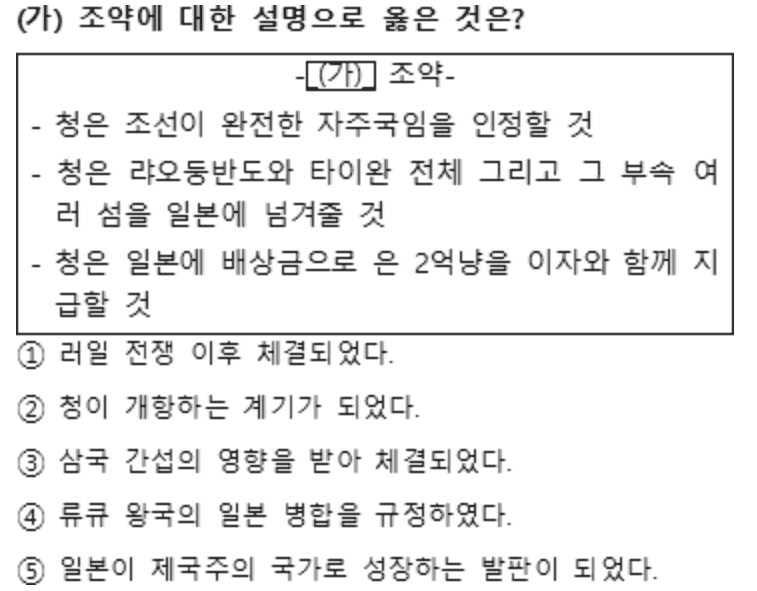 (가) 조약에 대한 설명으로 옳은 것은?
-(가) 조약-
- 청은 조선이 완전한 자주국임을 인정할 것
- 청은 랴오둥반도와 타이완 전체 그리고 그 부속 여
러 섬을 일본에 넘겨줄 것
- 청은 일본에 배상금으로 은 2억냥을 이자와 함께 지
급할 것
① 러일 전쟁 이후 체결되었다.
② 청이 개항하는 계기가 되었다.
③ 삼국 간섭의 영향을 받아 체결되었다.
④ 류큐 왕국의 일본 병합을 규정하였다.
⑤ 일본이 제국주의 국가로 성장하는 발판이 되었다.